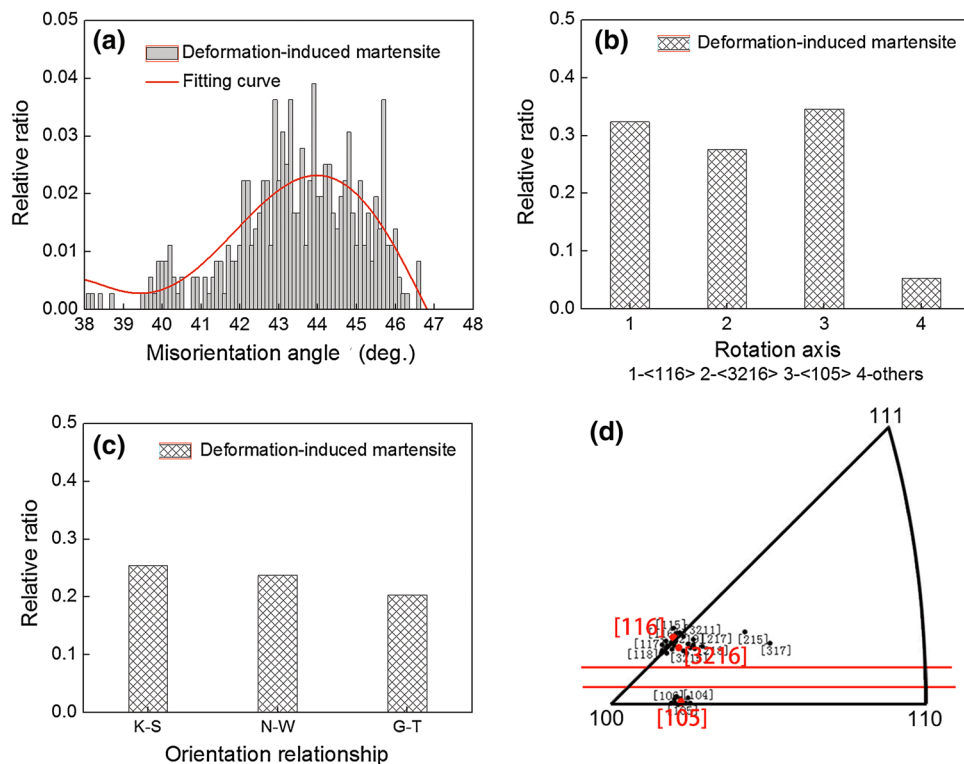 (a)
Deformation-induced martensite
Fitting curve
0.05
0.04
0.03
0.02
0.01
0.00
Relative ratio
38 39 40 41 42 43 44 45 46 47 48
Misorientation angle (deg.)
(b)
Deformation-induced martensite
0.5
0.4
0.3
0.2
0.1
0.0
Relative ratio
1 2 3 4
Rotation axis
1-<116> 2-<3216> 3-<105> 4-others
(c)
Deformation-induced martensite
0.5
0.4
0.3
0.2
0.1
0.0
Relative ratio
K-S N-W G-T
Orientation relationship
(d)
111
[115]
[116]
[217]
[215]
[317]
[118]
[3216]
[104]
[105]
100
110